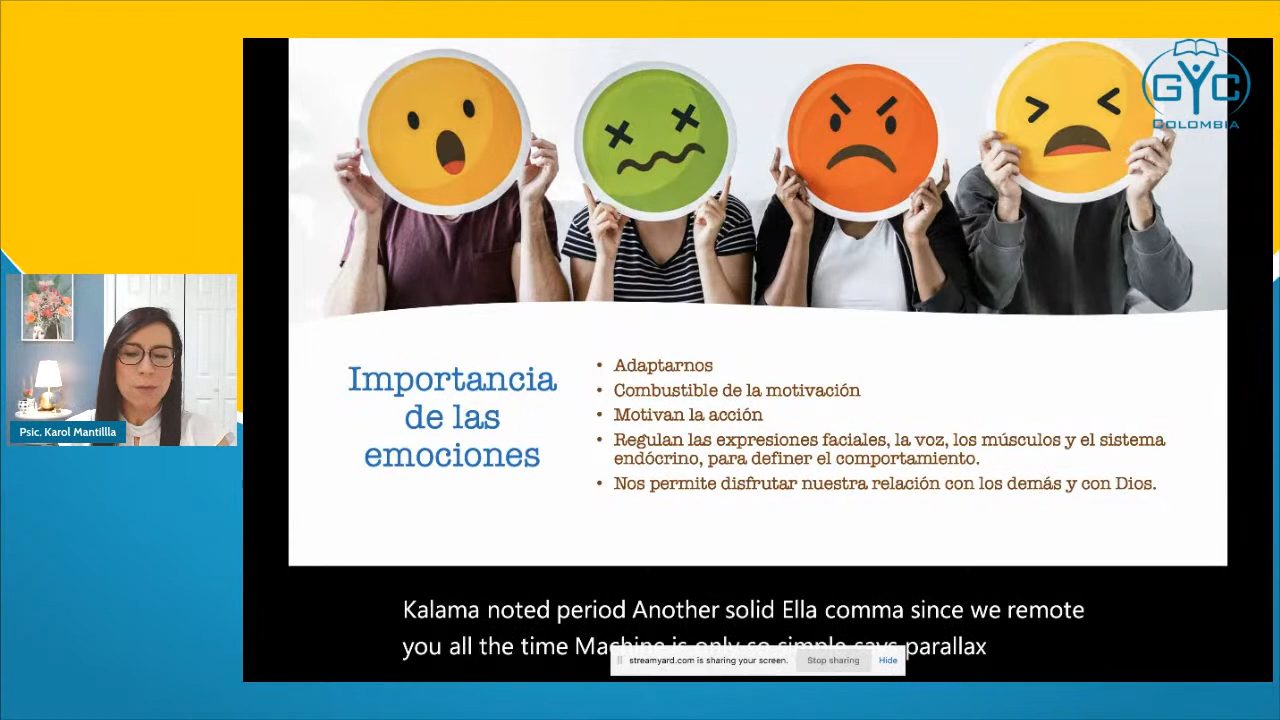 GYC
COLOMBIA
Importancia
de las
emociones
• Adaptarnos
• Combustible de la motivación
• Motivan la acción
• Regulan las expresiones faciales, la voz, los músculos y el sistema
endócrino, para definer el comportamiento.
• Nos permite disfrutar nuestra relación con los demás y con Dios.
Psic. Karol Mantillla
Kalama noted period Another solid Ella comma since we remote
you all the time Machine is only so simple says parallax
streamyard.com is sharing your screen.
Stop sharing
Hide